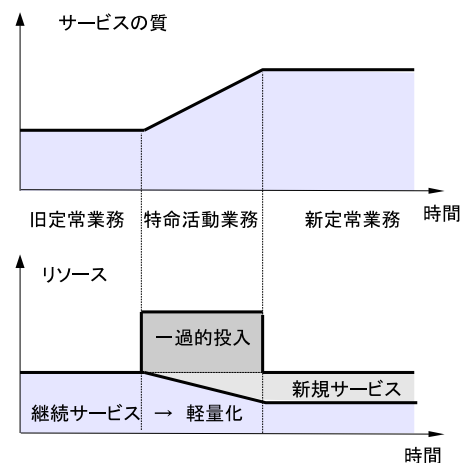 サービスの質
旧定常業務
特命活動業務
新定常業務
時間
リソース
一過的投入
新規サービス
継続サービス → 軽量化
時間